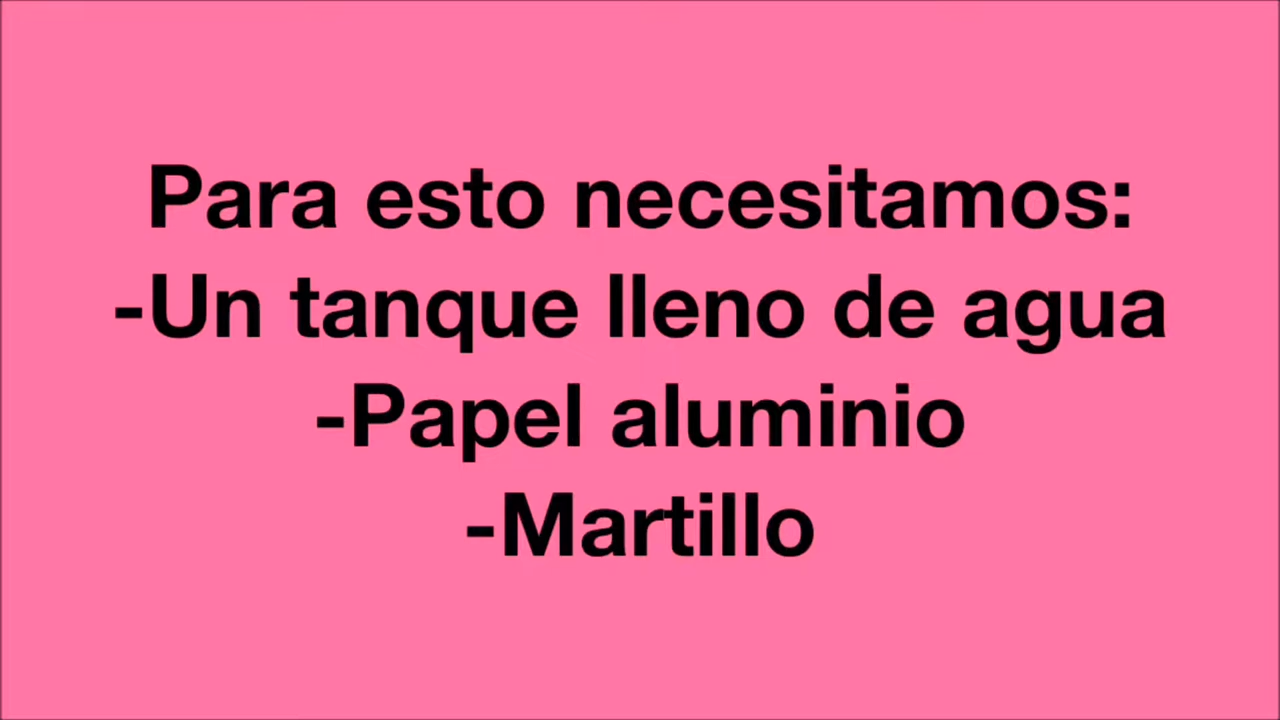 Para esto necesitamos:
-Un tanque lleno de agua
-Papel aluminio
-Martillo